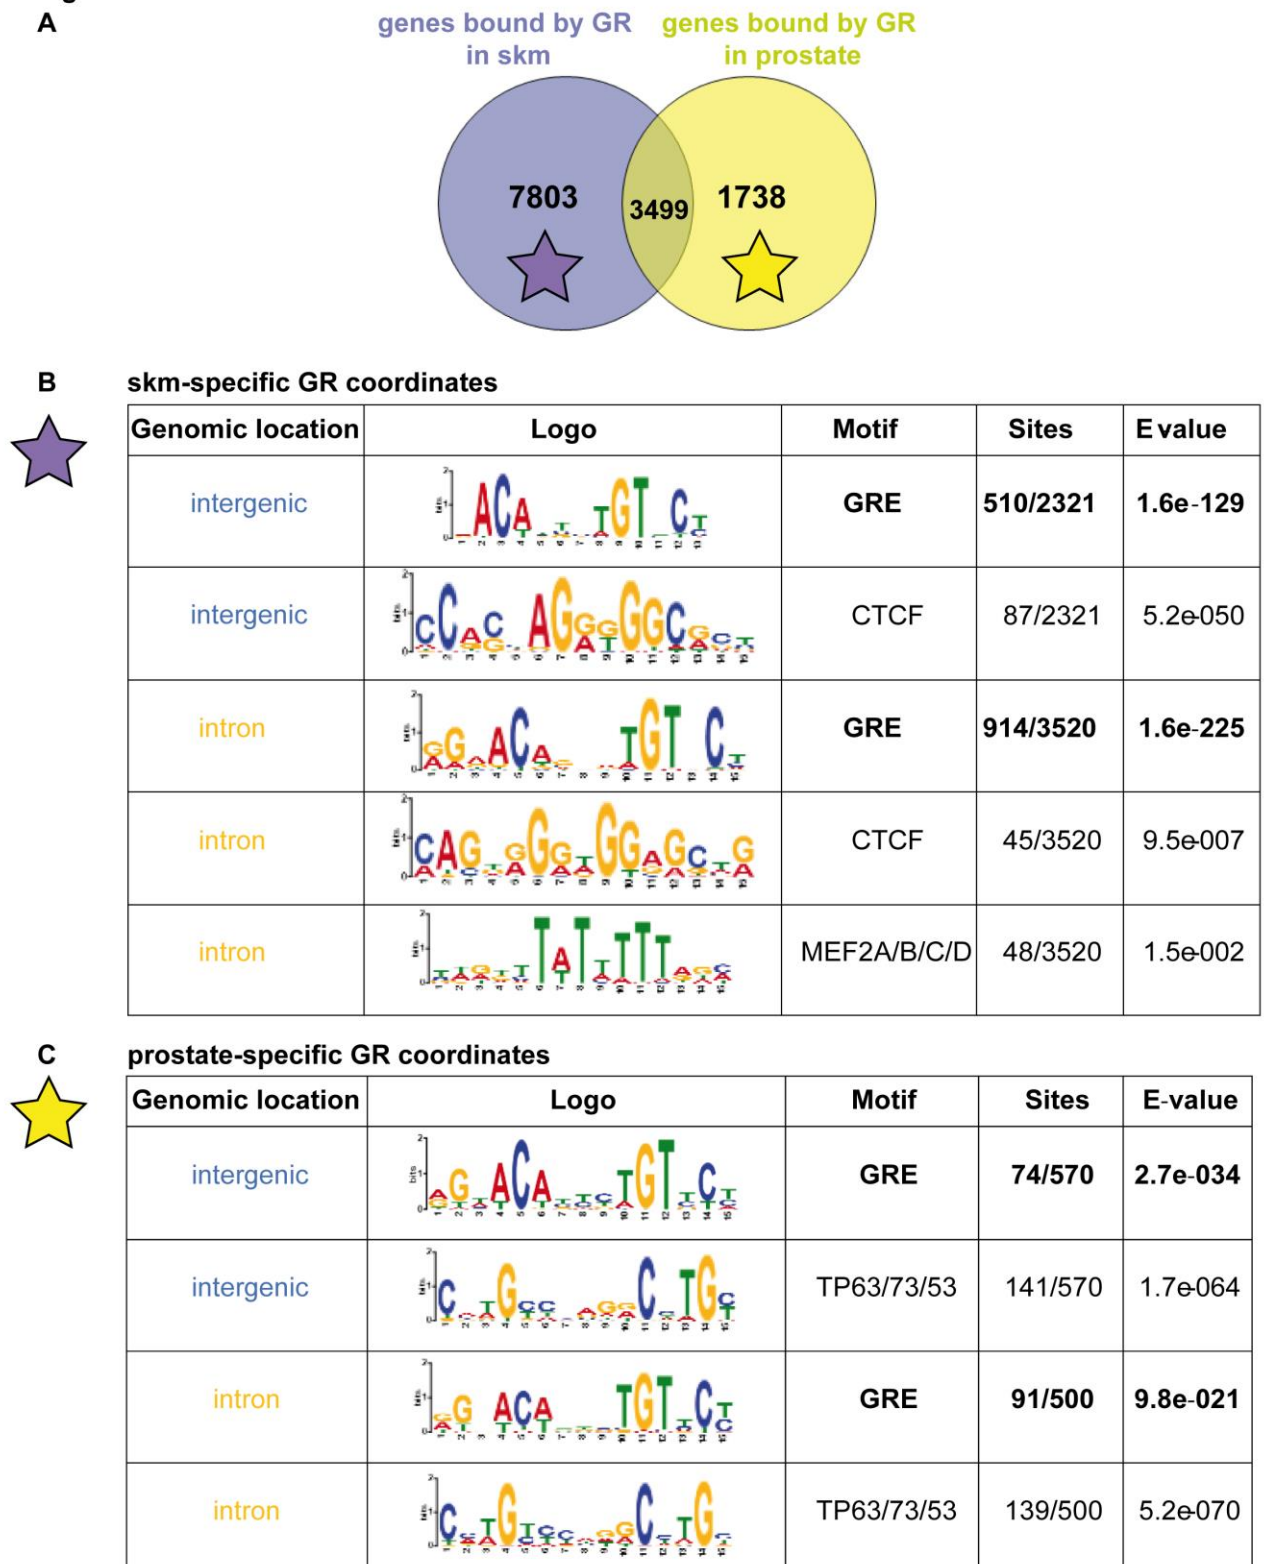 A
genes bound by GR genes bound by GR
in skm in prostate
7803 3499 1738
B skm-specific GR coordinates
Genomic location Logo Motif Sites E value
intergenic GRE 510/2321 1.6e-129
intergenic CTCF 87/2321 5.2e-050
intron GRE 914/3520 1.6e-225
intron CTCF 45/3520 9.5e-007
intron MEF2A/B/C/D 48/3520 1.5e-002
C prostate-specific GR coordinates
Genomic location Logo Motif Sites E-value
intergenic GRE 74/570 2.7e-034
intergenic TP63/73/53 141/570 1.7e-064
intron GRE 91/500 9.8e-021
intron TP63/73/53 139/500 5.2e-070